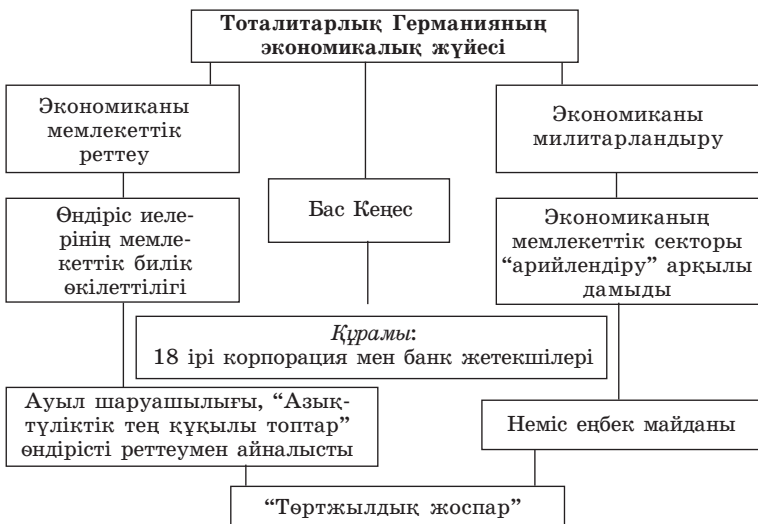 Тоталитарлық Германияның
экономикалық жүйесі
Экономиканы
мемлекеттік
реттеу
Экономиканы
милитарландыру
Бас Кеңес
Өндіріс иеле-
рінің мемле-
кеттік билік
өкілеттілігі
Экономиканың
мемлекеттік секторы
“арийлендіру” арқылы
дамыды
Құрамы:
18 ірі корпорация мен банк жетекшілері
Ауыл шаруашылығы, “Азық-
түліктік тең құқылы топтар”
өндірісті реттеумен айналысты
Неміс еңбек майданы
“Төртжылдық жоспар”